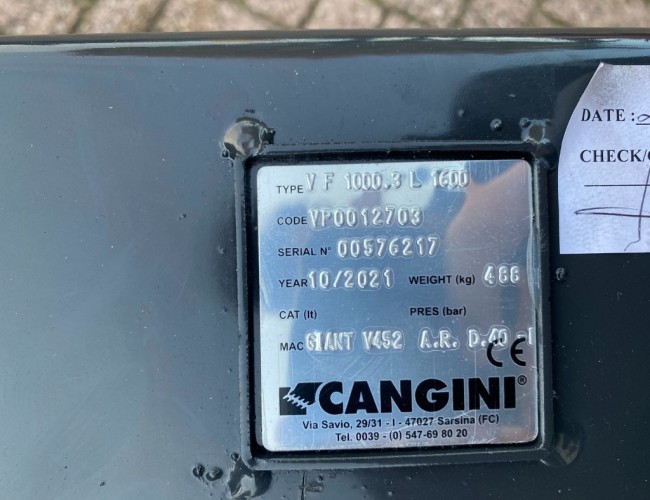 TYPE V F 1000.3 L 1600
CODE VP0012703
SERIAL N° 00576217
YEAR 10/2021 WEIGHT (kg) 466
CAT (lt) PRES (bar)
MAC GIANT V452 A.R. D.40
CE
CANGINI®
Via Savio, 29/31 - I - 47027 Sarsina (FC)
Tel. 0039 - (0) 547-69 80 20
DATE :
CHECK/